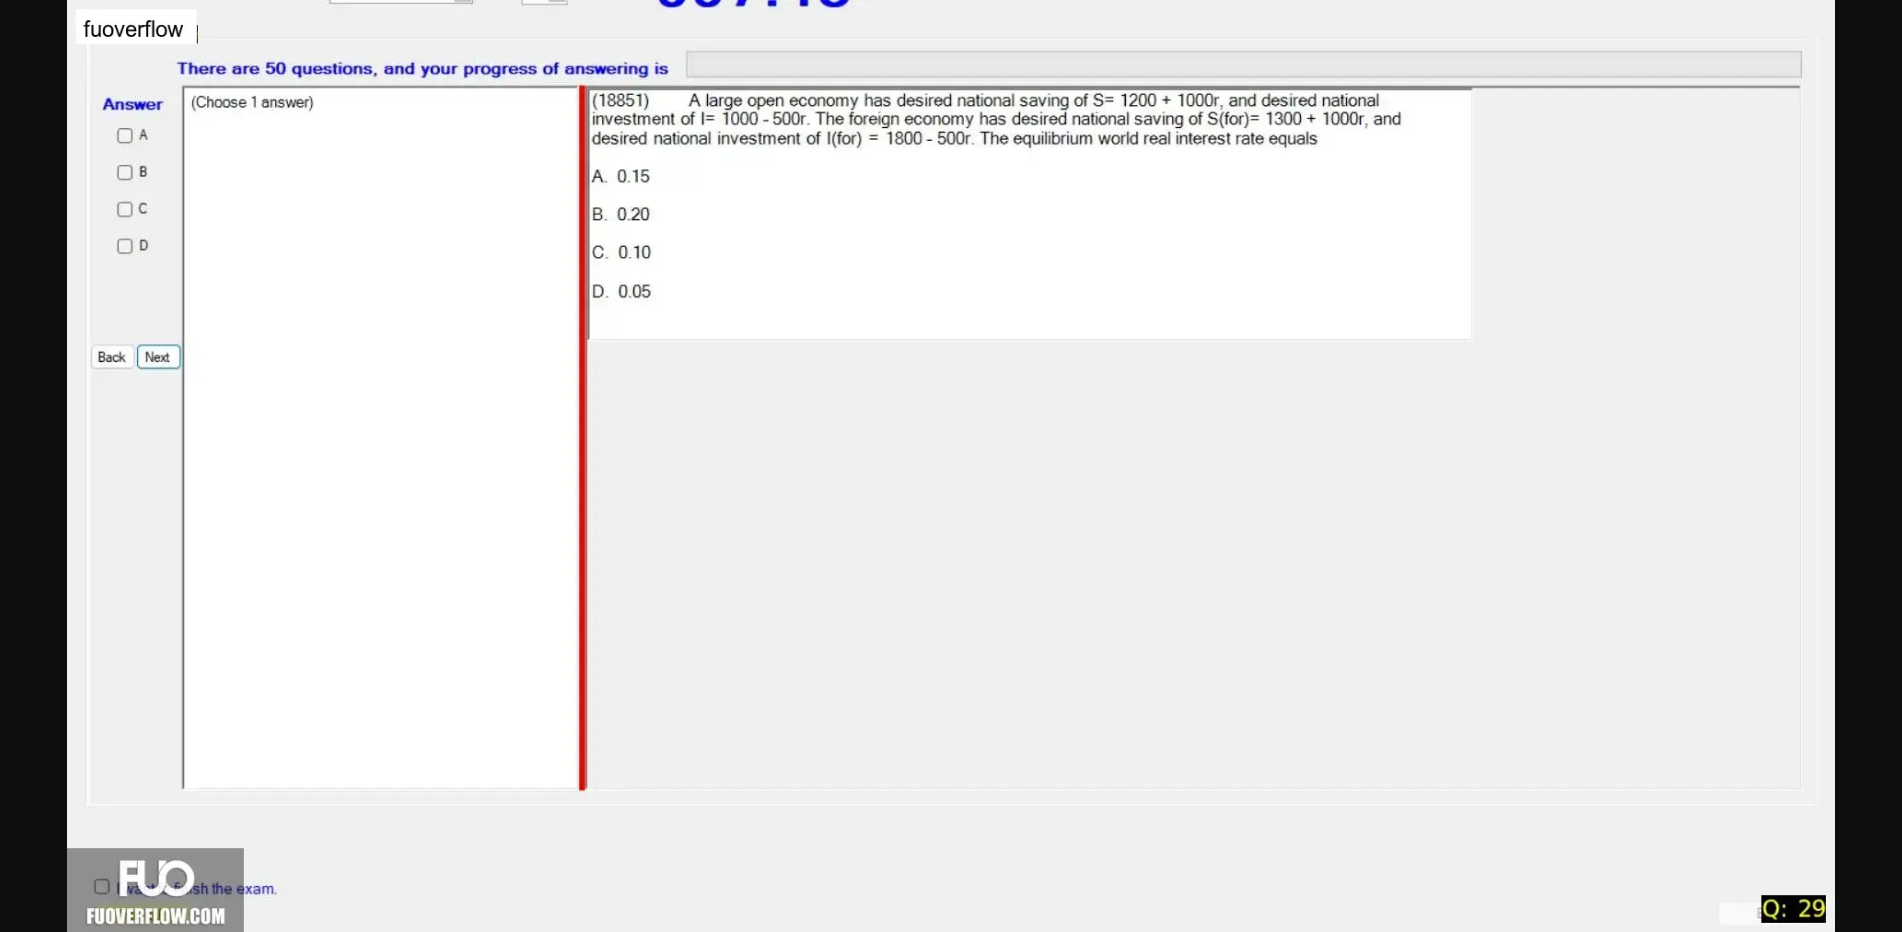 fuoverflow
There are 50 questions, and your progress of answering is
Answer
(Choose 1 answer)
A
B
C
D
Back
Next
(18851) A large open economy has desired national saving of S= 1200 + 1000r, and desired national
investment of I= 1000 - 500r. The foreign economy has desired national saving of S(for)= 1300 + 1000r, and
desired national investment of I(for) = 1800 - 500r. The equilibrium world real interest rate equals
A. 0.15
B. 0.20
C. 0.10
D. 0.05
FUO
finish the exam.
FUOVERFLOW.COM
Q: 29